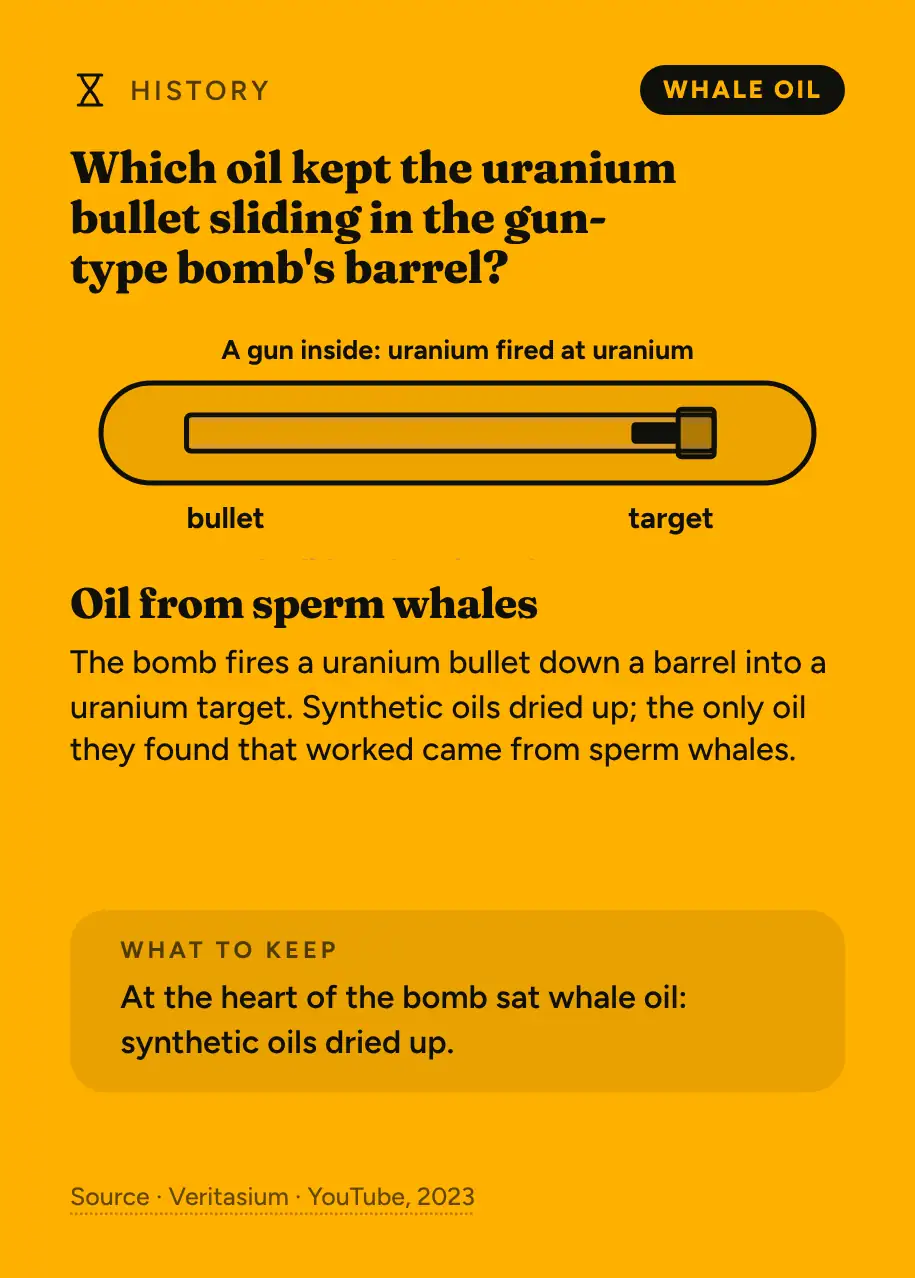 HISTORY
WHALE OIL
Which oil kept the uranium
bullet sliding in the gun-
type bomb's barrel?
A gun inside: uranium fired at uranium
bullet
target
Oil from sperm whales
The bomb fires a uranium bullet down a barrel into a
uranium target. Synthetic oils dried up; the only oil
they found that worked came from sperm whales.
WHAT TO KEEP
At the heart of the bomb sat whale oil:
synthetic oils dried up.
Source · Veritasium · YouTube, 2023